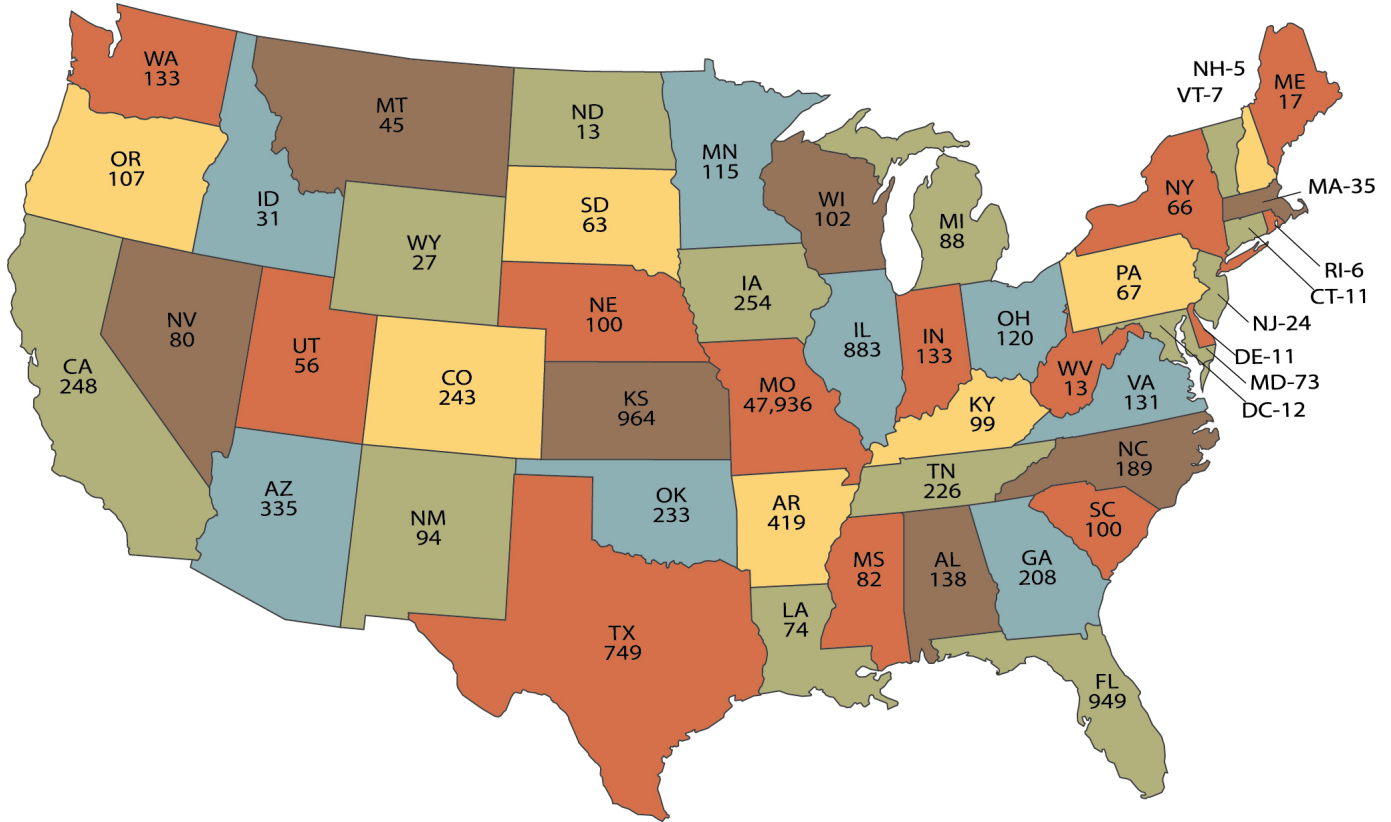 WA
133
MT
45
ND
13
MN
115
NH-5
VT-7
ME
17
OR
107
ID
31
WY
27
SD
63
WI
102
MI
88
NY
66
MA-35
RI-6
CT-11
NJ-24
DE-11
MD-73
DC-12
NV
80
UT
56
CO
243
NE
100
IA
254
IL
883
IN
133
OH
120
PA
67
WV
13
VA
131
CA
248
KS
964
MO
47,936
KY
99
NC
189
AZ
335
NM
94
OK
233
AR
419
TN
226
SC
100
MS
82
AL
138
GA
208
TX
749
LA
74
FL
949